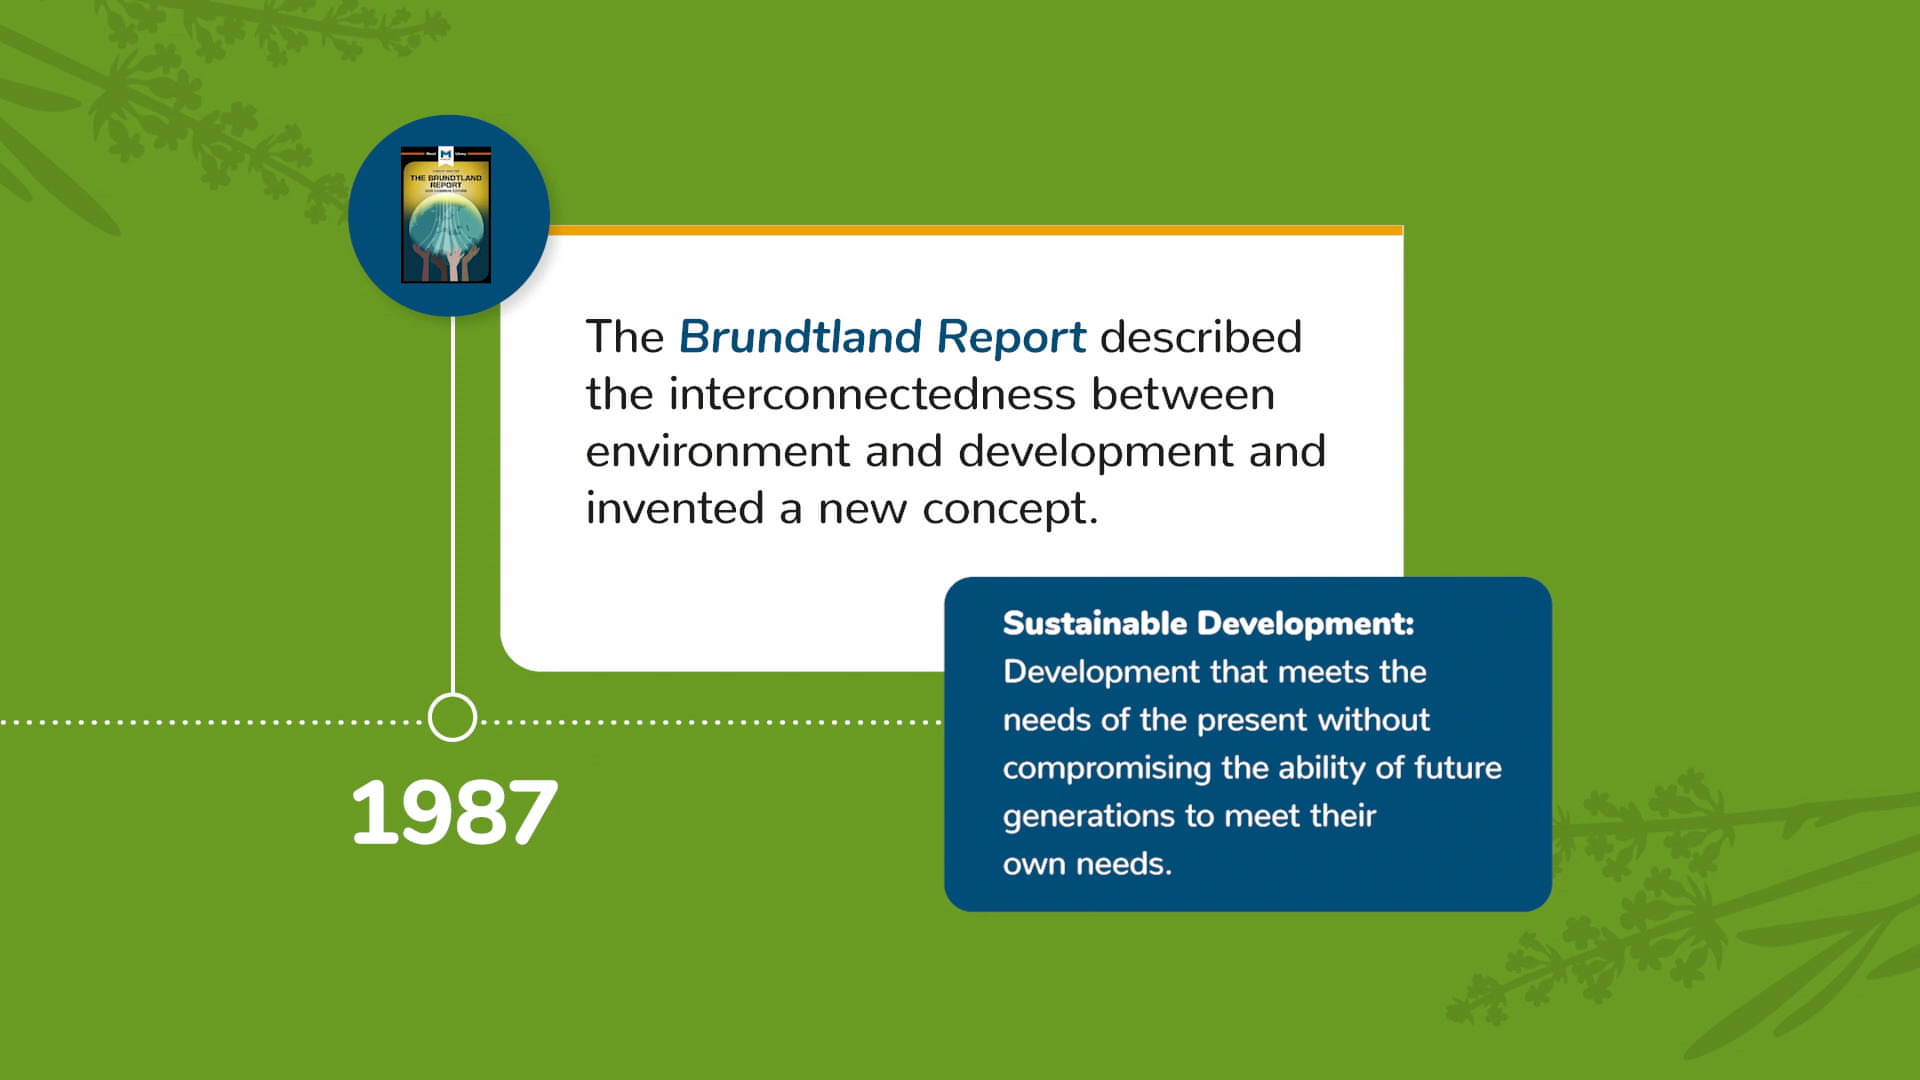 THE BRUNDTLAND
REPORT
The Brundtland Report described
the interconnectedness between
environment and development and
invented a new concept.
Sustainable Development:
Development that meets the
needs of the present without
compromising the ability of future
generations to meet their
own needs.
1987